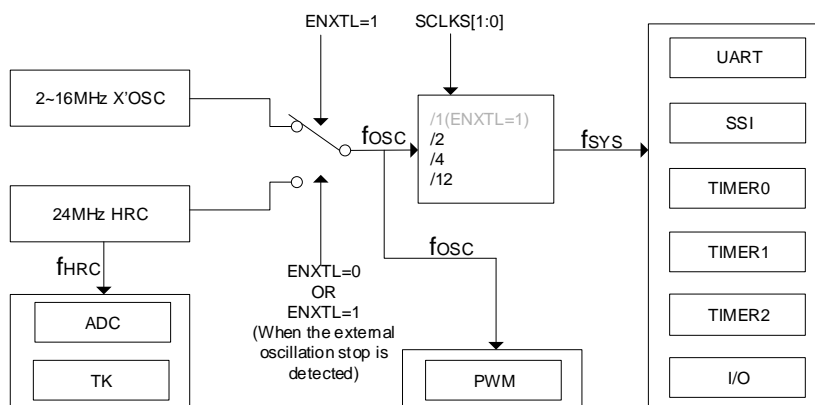 ENXTL=1
SCLKS[1:0]
2~16MHz X'OSC
24MHz HRC
fHRC
ADC
TK
ENXTL=0
OR
ENXTL=1
(When the external
oscillation stop is
detected)
fOSC
/1(ENXTL=1)
/2
/4
/12
fOSC
PWM
fSYS
UART
SSI
TIMER0
TIMER1
TIMER2
I/O